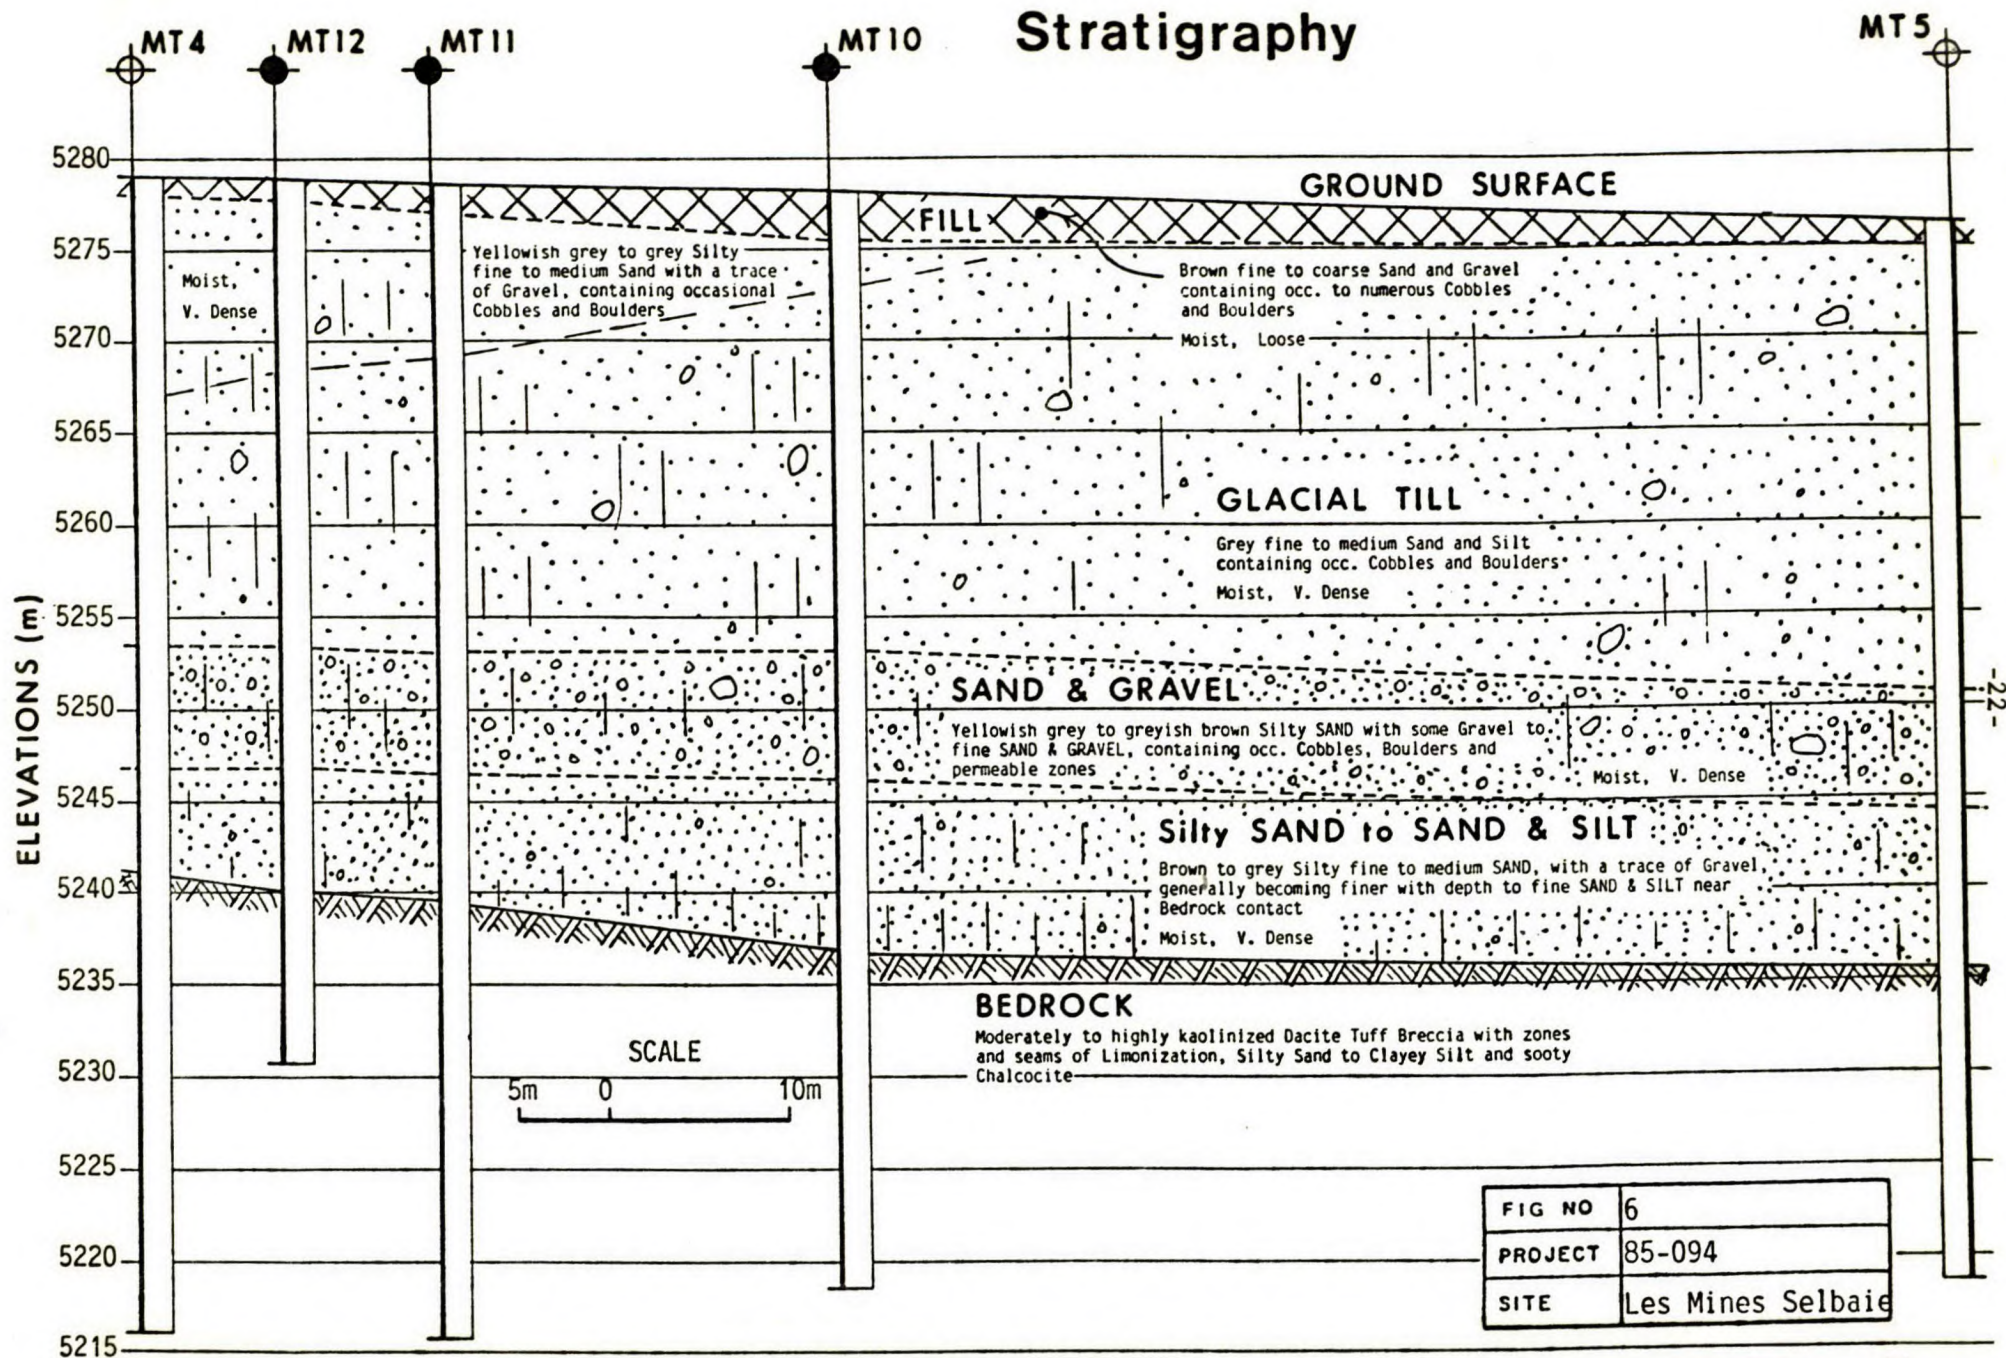 Stratigraphy
MT4
MT12
MT11
MT10
MT5
5280
5275
5270
5265
5260
5255
5250
5245
5240
5235
5230
5225
5220
5215
ELEVATIONS (m)
GROUND SURFACE
FILL
Moist,
V. Dense
Yellowish grey to grey Silty
fine to medium Sand with a trace
of Gravel, containing occasional
Cobbles and Boulders
Brown fine to coarse Sand and Gravel
containing occ. to numerous Cobbles
and Boulders
Moist, Loose
GLACIAL TILL
Grey fine to medium Sand and Silt
containing occ. Cobbles and Boulders
Moist, V. Dense
SAND & GRAVEL
Yellowish grey to greyish brown Silty SAND with some Gravel to
fine SAND & GRAVEL, containing occ. Cobbles, Boulders and
permeable zones
Moist, V. Dense
Silty SAND to SAND & SILT
Brown to grey Silty fine to medium SAND, with a trace of Gravel,
generally becoming finer with depth to fine SAND & SILT near
Bedrock contact
Moist, V. Dense
BEDROCK
Moderately to highly kaolinized Dacite Tuff Breccia with zones
and seams of Limonization, Silty Sand to Clayey Silt and sooty
Chalcocite
SCALE
5m 0 10m
-22-
FIG NO 6
PROJECT 85-094
SITE Les Mines Selbaie